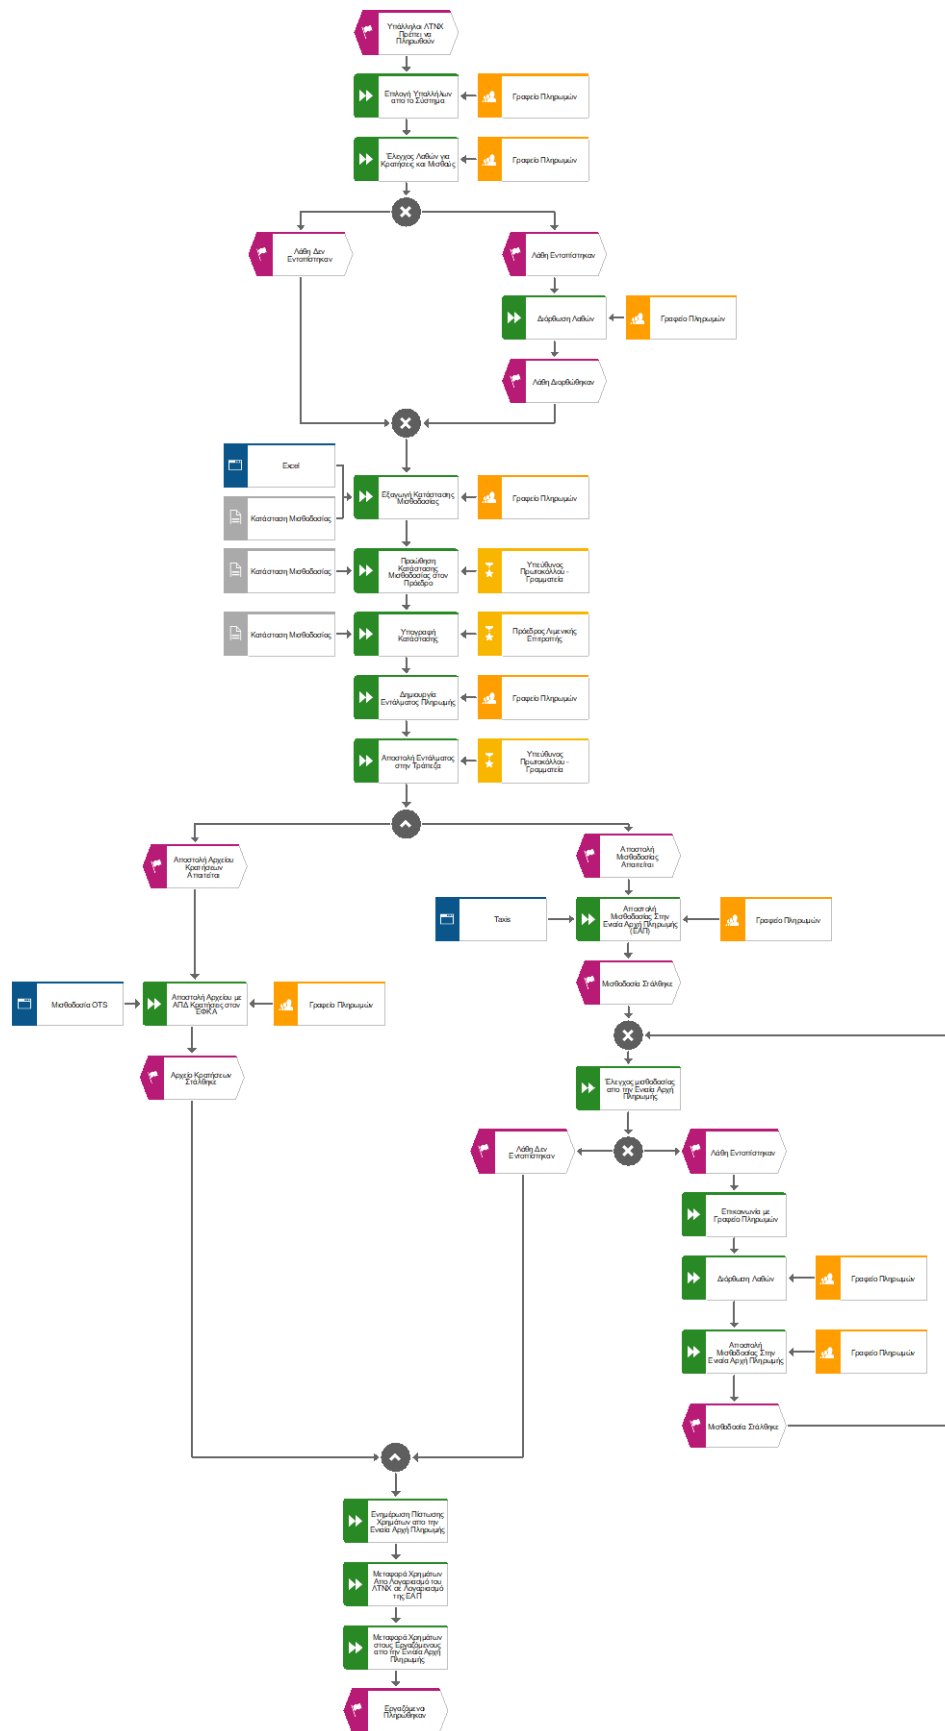 Υπάλληλοι ΛΤΝΧ
Πρέπει να
Πληρωθούν
Επιλογή Υπαλλήλων
απο το Σύστημα
Γραφείο Πληρωμών
Έλεγχος Λαθών για
Κρατήσεις και Μισθούς
Γραφείο Πληρωμών
Λάθη Δεν
Εντοπίστηκαν
Λάθη Εντοπίστηκαν
Διόρθωση Λαθών
Γραφείο Πληρωμών
Λάθη Διορθώθηκαν
Excel
Κατάσταση Μισθοδοσίας
Εξαγωγή Κατάστασης
Μισθοδοσίας
Γραφείο Πληρωμών
Κατάσταση Μισθοδοσίας
Προώθηση
Κατάστασης
Μισθοδοσίας στον
Πρόεδρο
Υπεύθυνος
Πρωτοκόλλου -
Γραμματεία
Κατάσταση Μισθοδοσίας
Υπογραφή
Κατάστασης
Πρόεδρος Λιμενικής
Επιτροπής
Δημιουργία
Εντάλματος Πληρωμής
Γραφείο Πληρωμών
Αποστολή Εντάλματος
στην Τράπεζα
Υπεύθυνος
Πρωτοκόλλου -
Γραμματεία
Αποστολή Αρχείου
Κρατήσεων
Απαιτείται
Αποστολή
Μισθοδοσίας
Απαιτείται
Taxis
Αποστολή
Μισθοδοσίας Στην
Ενιαία Αρχή Πληρωμής
(ΕΑΠ)
Γραφείο Πληρωμών
Μισθοδοσία Στάλθηκε
Μισθοδοσία OTS
Αποστολή Αρχείου με
ΑΠΔ Κρατήσεις στον
ΕΦΚΑ
Γραφείο Πληρωμών
Αρχείο Κρατήσεων
Στάλθηκε
Έλεγχος μισθοδοσίας
απο την Ενιαία Αρχή
Πληρωμής
Λάθη Δεν
Εντοπίστηκαν
Λάθη Εντοπίστηκαν
Επικοινωνία με
Γραφείο Πληρωμών
Διόρθωση Λαθών
Γραφείο Πληρωμών
Αποστολή
Μισθοδοσίας Στην
Ενιαία Αρχή Πληρωμής
Γραφείο Πληρωμών
Μισθοδοσία Στάλθηκε
Ενημέρωση Πίστωσης
Χρημάτων απο την
Ενιαία Αρχή Πληρωμής
Μεταφορά Χρημάτων
Απο Λογαριασμό του
ΛΤΝΧ σε Λογαριασμό
της ΕΑΠ
Μεταφορά Χρημάτων
στους Εργαζόμενους
απο την Ενιαία Αρχή
Πληρωμής
Εργαζόμενοι
Πληρώθηκαν